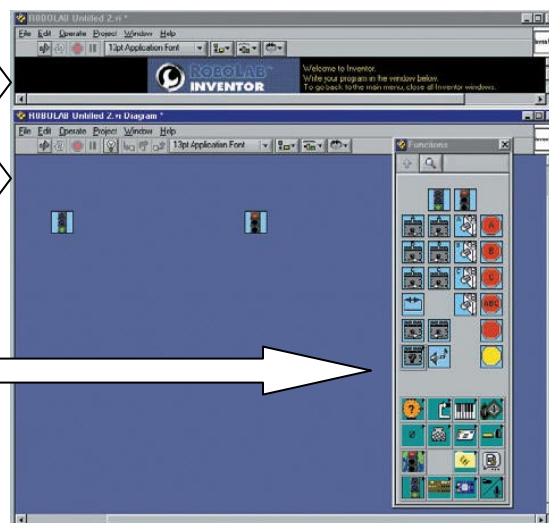 ROBOLAB Untitled 2.vi *
File Edit Operate Project Window Help
13pt Application Font
ROBOLAB™
INVENTOR
Welcome to Inventor.
Write your program in the window below.
To go back to the main menu, close all Inventor windows.
ROBOLAB Untitled 2.vi Diagram *
File Edit Operate Project Window Help
13pt Application Font
Functions
A
A
B
B
C
C
ABC